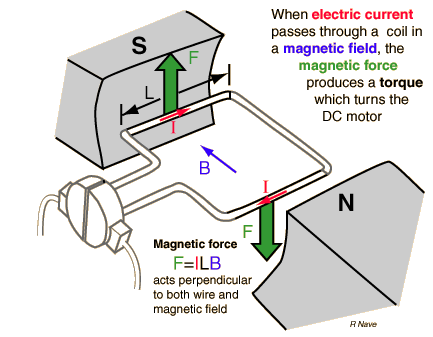 When electric current
passes through a coil in
a magnetic field, the
magnetic force
produces a torque
which turns the
DC motor
S
F
L
I
B
I
N
F
Magnetic force
F=ILB
acts perpendicular
to both wire and
magnetic field
R Nave